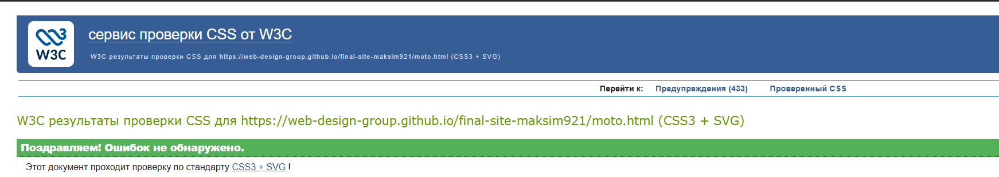 W3C
сервис проверки CSS от W3C
W3C результаты проверки CSS для https://web-design-group.github.io/final-site-maksim921/moto.html (CSS3 + SVG)
Перейти к: Предупреждения (433) Проверенный CSS
W3C результаты проверки CSS для https://web-design-group.github.io/final-site-maksim921/moto.html (CSS3 + SVG)
Поздравляем! Ошибок не обнаружено.
Этот документ проходит проверку по стандарту CSS3 + SVG !